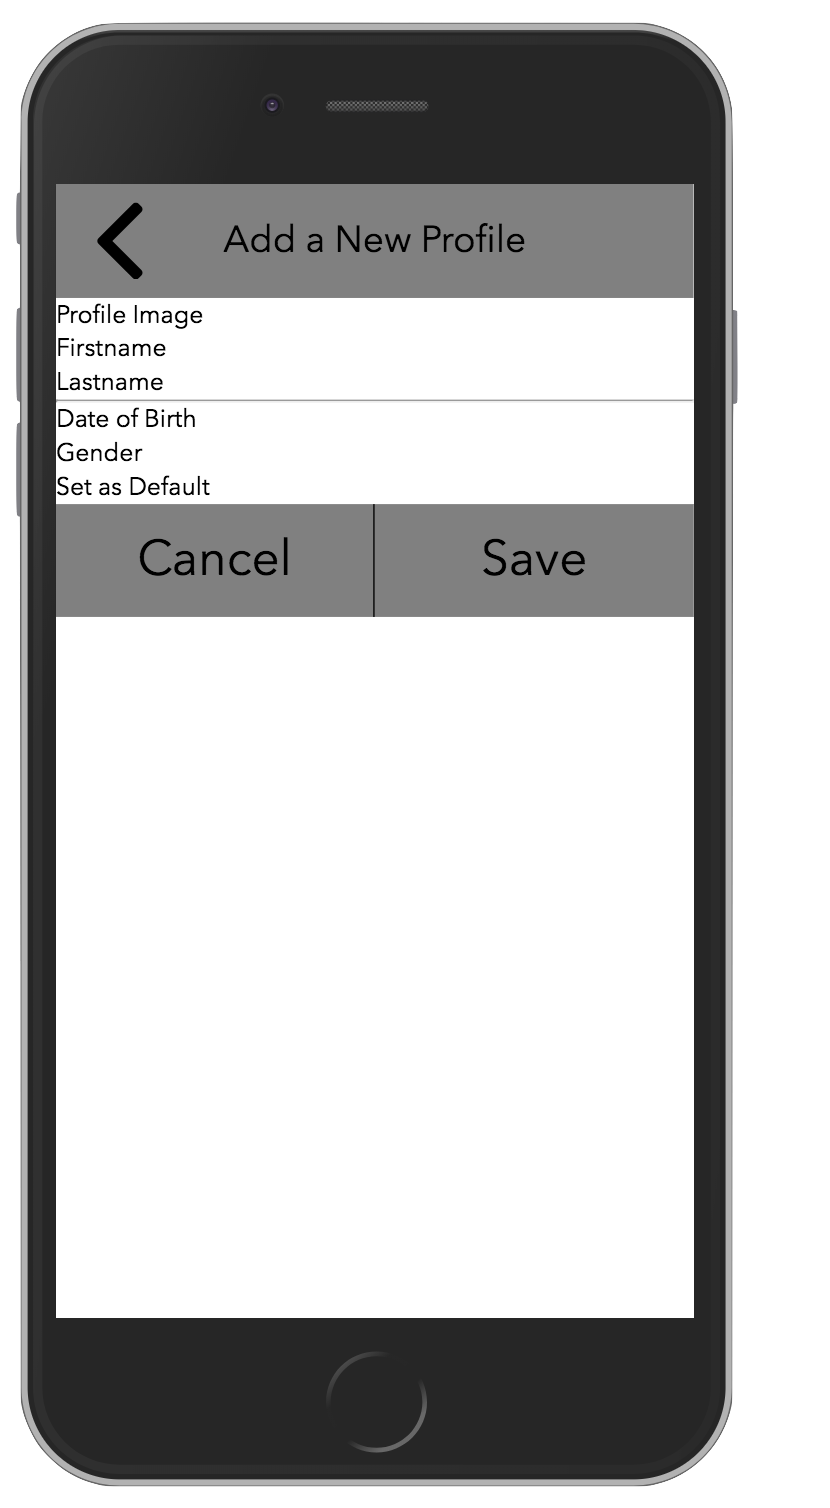 Add a New Profile
Profile Image
Firstname
Lastname
Date of Birth
Gender
Set as Default
Cancel
Save